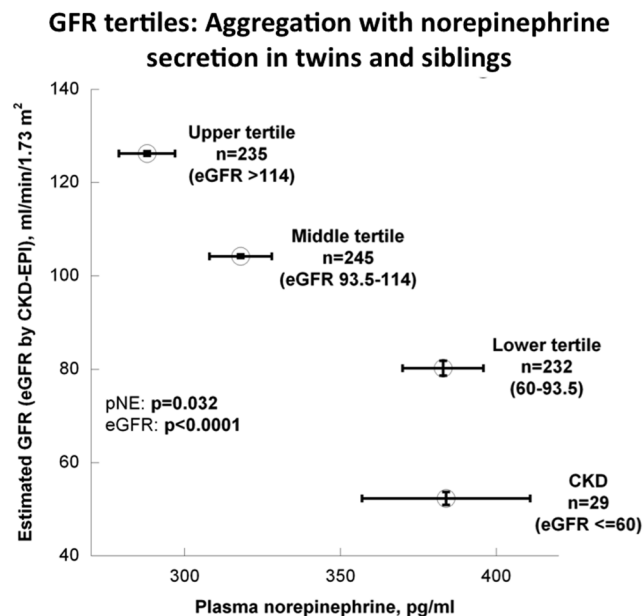 GFR tertiles: Aggregation with norepinephrine
secretion in twins and siblings
Estimated GFR (eGFR by CKD-EPI), ml/min/1.73 m²
140
120
100
80
60
40
Upper tertile
n=235
(eGFR >114)
Middle tertile
n=245
(eGFR 93.5-114)
Lower tertile
n=232
(60-93.5)
pNE: p=0.032
eGFR: p<0.0001
CKD
n=29
(eGFR <=60)
300
350
400
Plasma norepinephrine, pg/ml